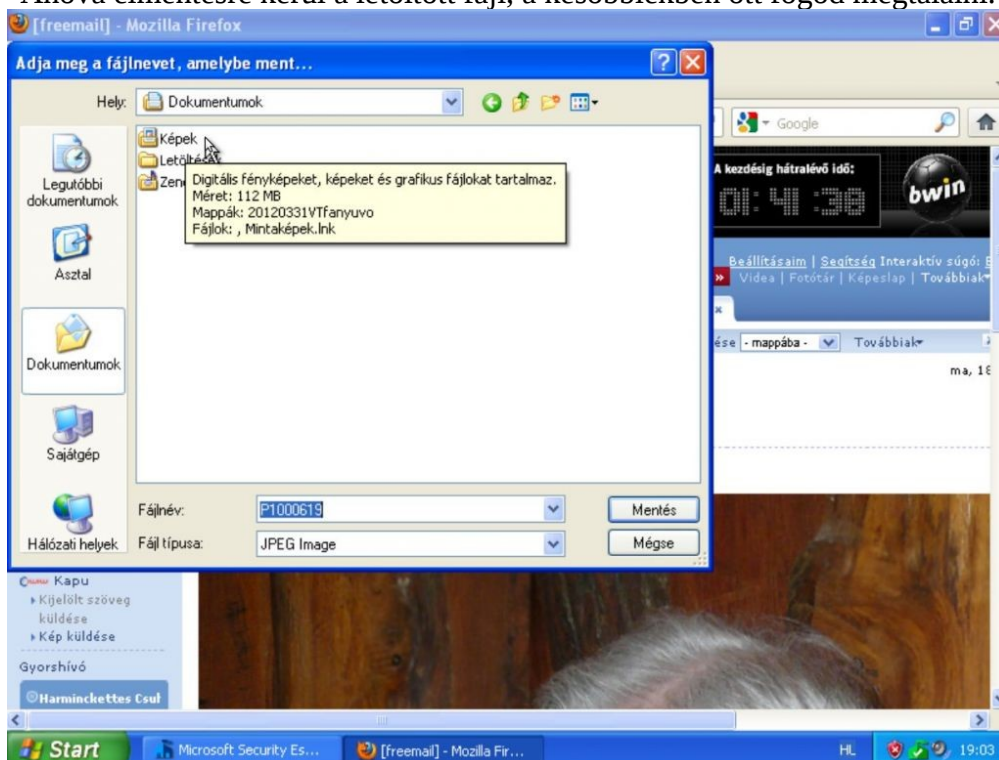 Ahova elmentésre kerül a letöltött fájl, a későbbiekben ott fogod megtalálni.
[freemail] - Mozilla Firefox
Adja meg a fájlnevet, amelybe ment...
Hely: Dokumentumok
Google
Képek
Letöltések
Digitális fényképeket, képeket és grafikus fájlokat tartalmaz.
Méret: 112 MB
Mappák: 20120331VTfanyuvo
Fájlok: , Mintaképek.lnk
Legutóbbi
dokumentumok
Asztal
Dokumentumok
Sajátgép
Hálózati helyek
Fájlnév: P1000619 Mentés
Fájl típusa: JPEG Image Mégse
A kezdésig hátralévő idő:
01:41:38
bwin
Beállításaim | Segítség Interaktív súgó:
Videa | Fotótár | Képeslap | Továbbiak
ése - mappába - Továbbiak
ma, 18
Kapu
Kijelölt szöveg
küldése
Kép küldése
Gyorshívó
Harminckettes Csul
Start Microsoft Security Es... [freemail] - Mozilla Fir... HL 19:03